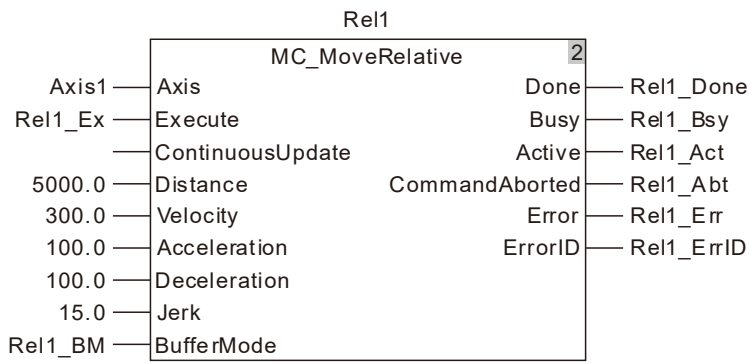 Rel1
MC_MoveRelative 2
Axis1 Axis Done Rel1_Done
Rel1_Ex Execute Busy Rel1_Bsy
ContinuousUpdate Active Rel1_Act
5000.0 Distance CommandAborted Rel1_Abt
300.0 Velocity Error Rel1_Err
100.0 Acceleration ErrorID Rel1_ErrID
100.0 Deceleration
15.0 Jerk
Rel1_BM BufferMode